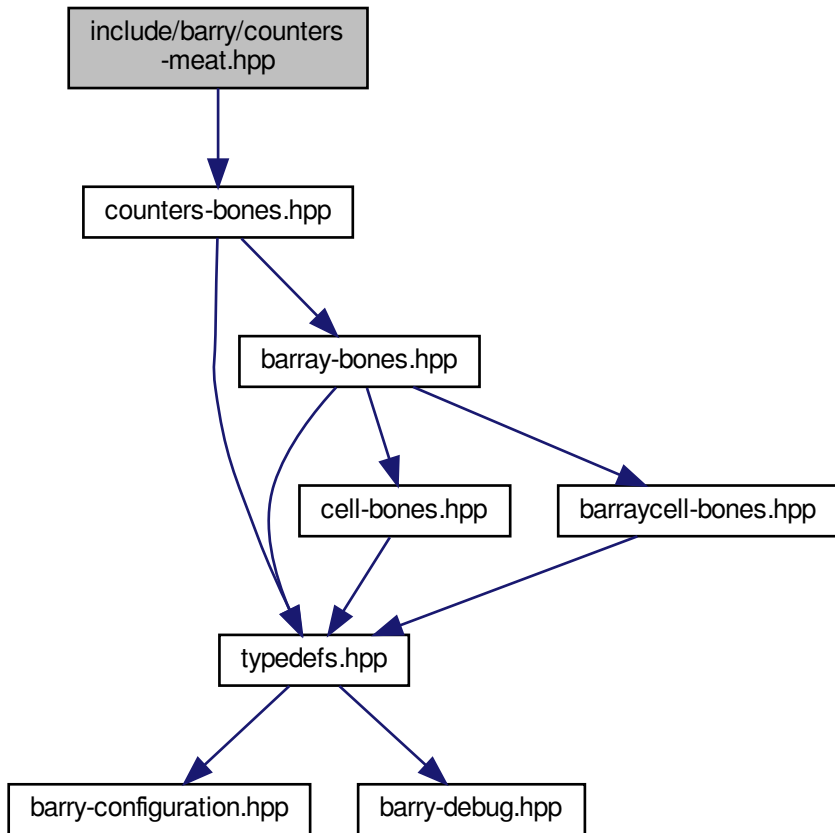 include/barry/counters
-meat.hpp
counters-bones.hpp
barray-bones.hpp
cell-bones.hpp
barraycell-bones.hpp
typedefs.hpp
barry-configuration.hpp
barry-debug.hpp